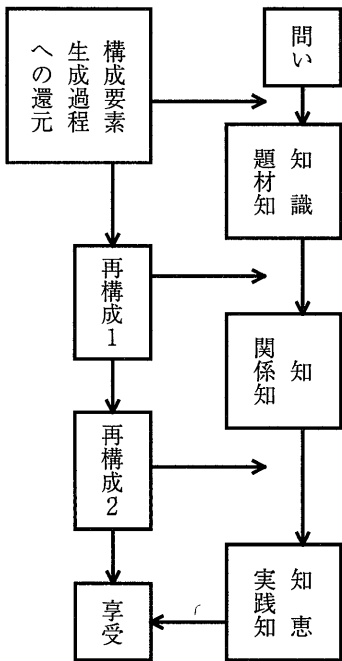 問い
知識
題材知
知
関係知
知恵
実践知
構成要素
生成過程
への還元
再構成1
再構成2
享受